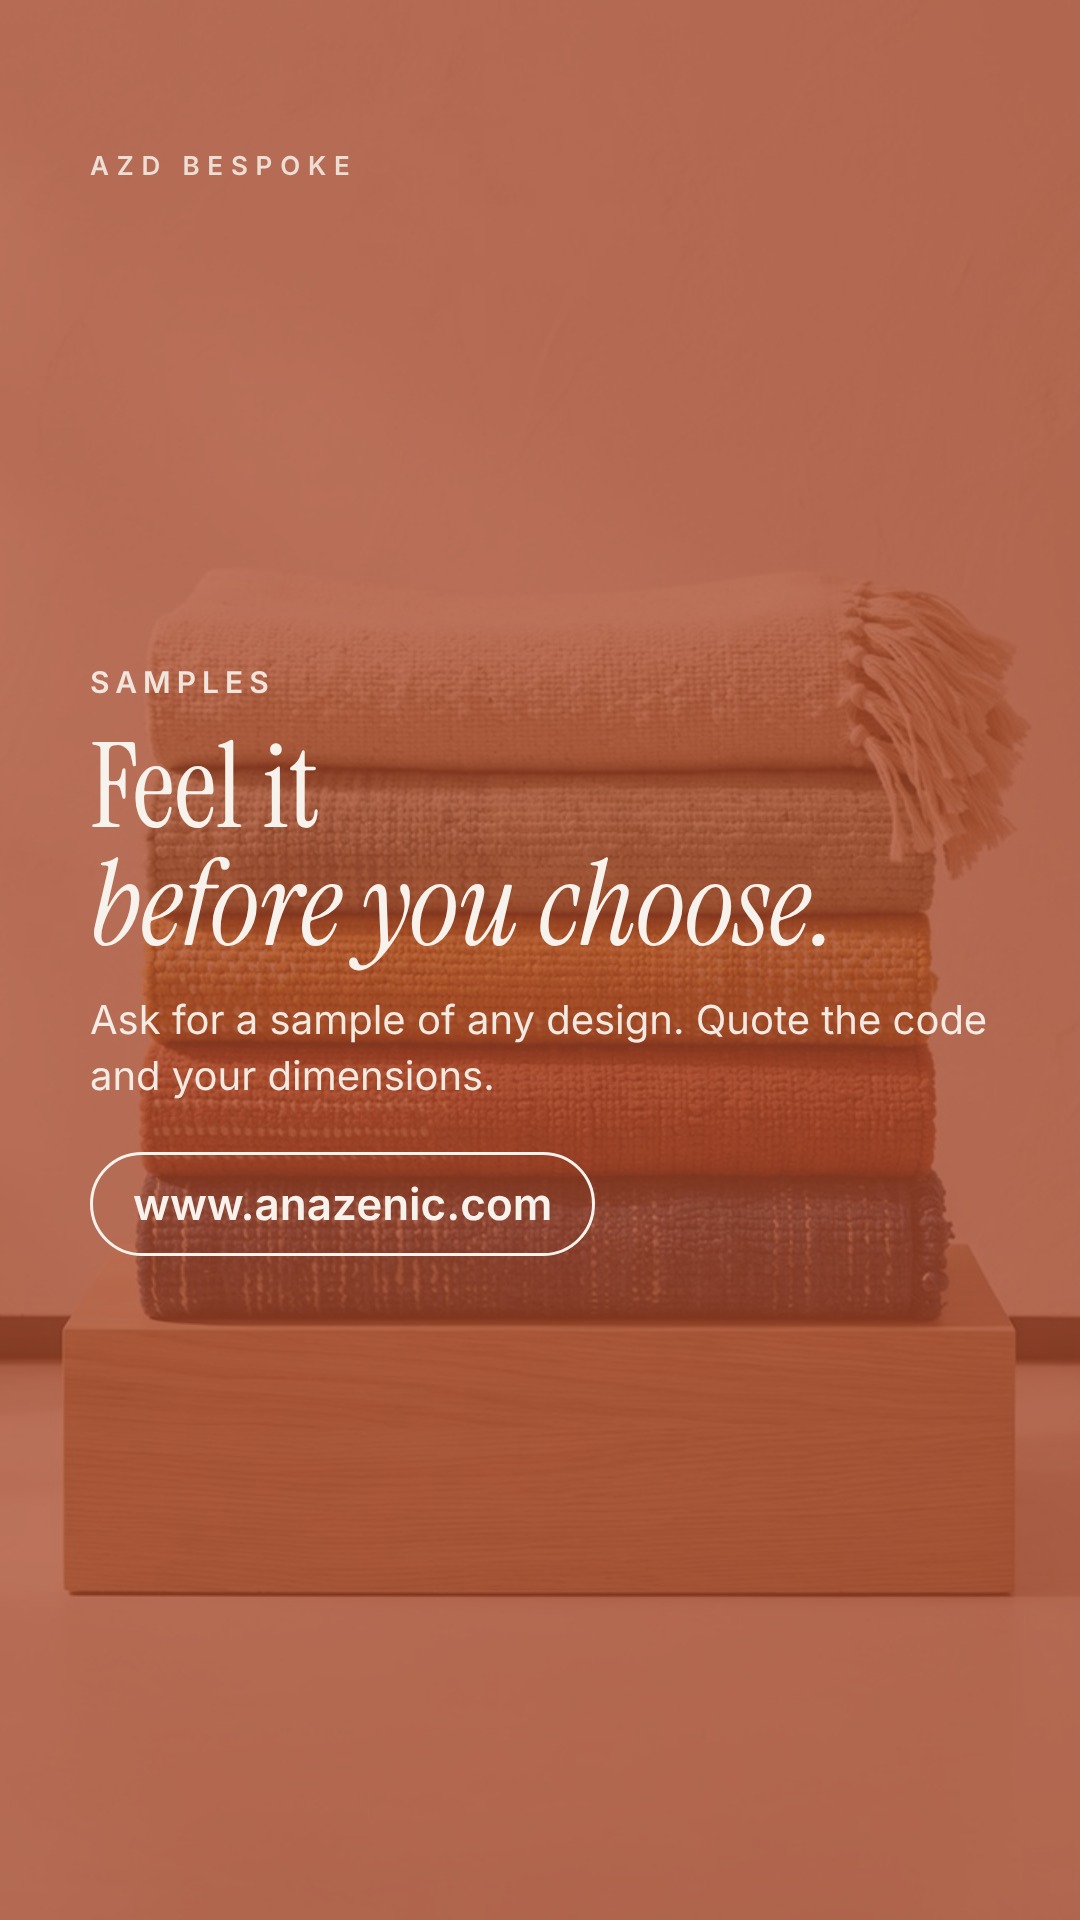 AZD BESPOKE
SAMPLES
Feel it
before you choose.
Ask for a sample of any design. Quote the code
and your dimensions.
www.anazenic.com